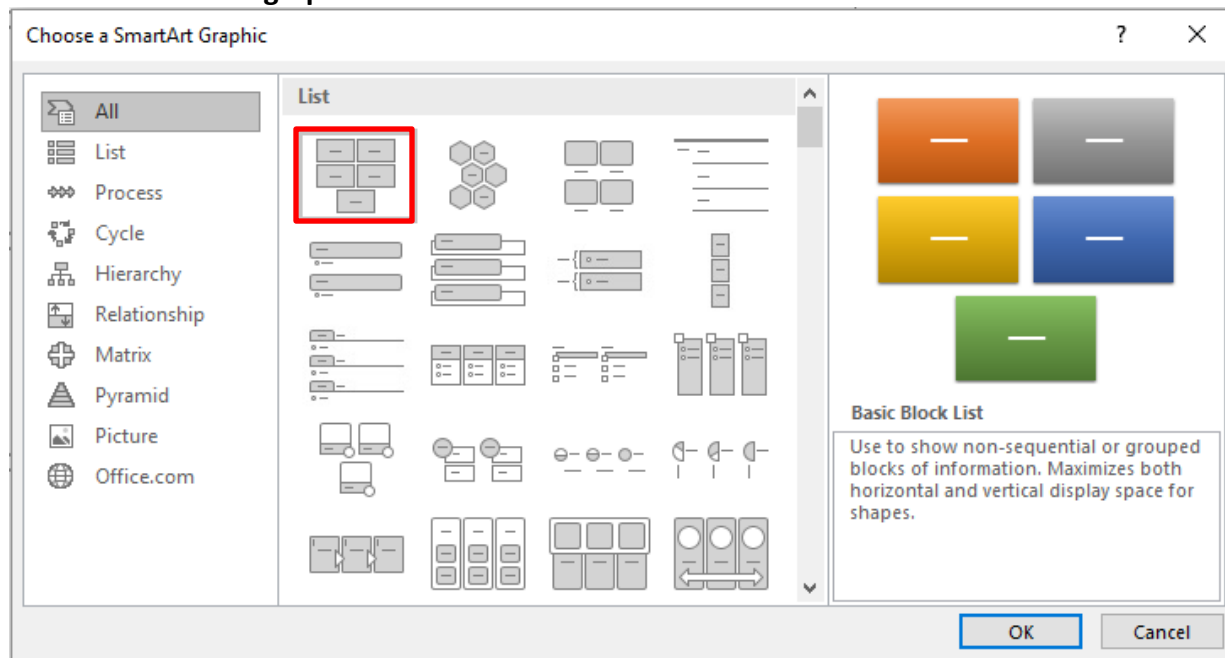 Choose a SmartArt Graphic
?
All
List
Process
Cycle
Hierarchy
Relationship
Matrix
Pyramid
Picture
Office.com
List
Basic Block List
Use to show non-sequential or grouped
blocks of information. Maximizes both
horizontal and vertical display space for
shapes.
OK
Cancel